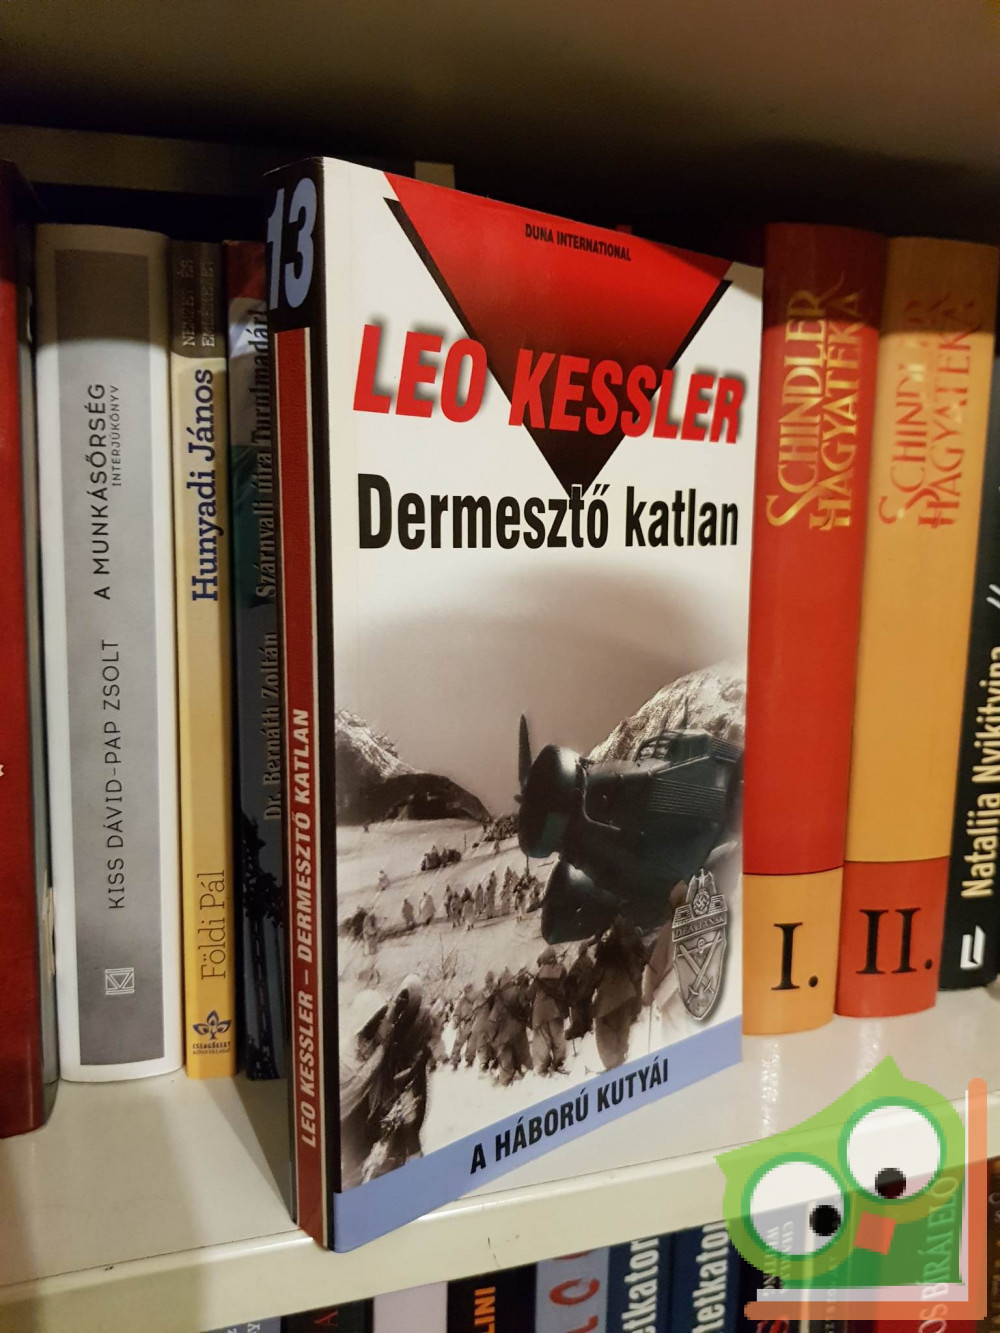 KISS DÁVID-PAP ZSOLT A MUNKÁSŐRSÉG
INTERJÚKÖNYV
Földi Pál Hunyadi János
Dr. Bernáth Zoltán Szárnyali újra Turulmadár
13
LEO KESSLER – DERMESZTŐ KATLAN
DUNA INTERNATIONAL
LEO KESSLER
Dermesztő katlan
A HÁBORÚ KUTYÁI
SCHINDLER
HAGYATÉKA
I.
SCHINDLER
HAGYATÉKA
II.
Natalija Nyikityina